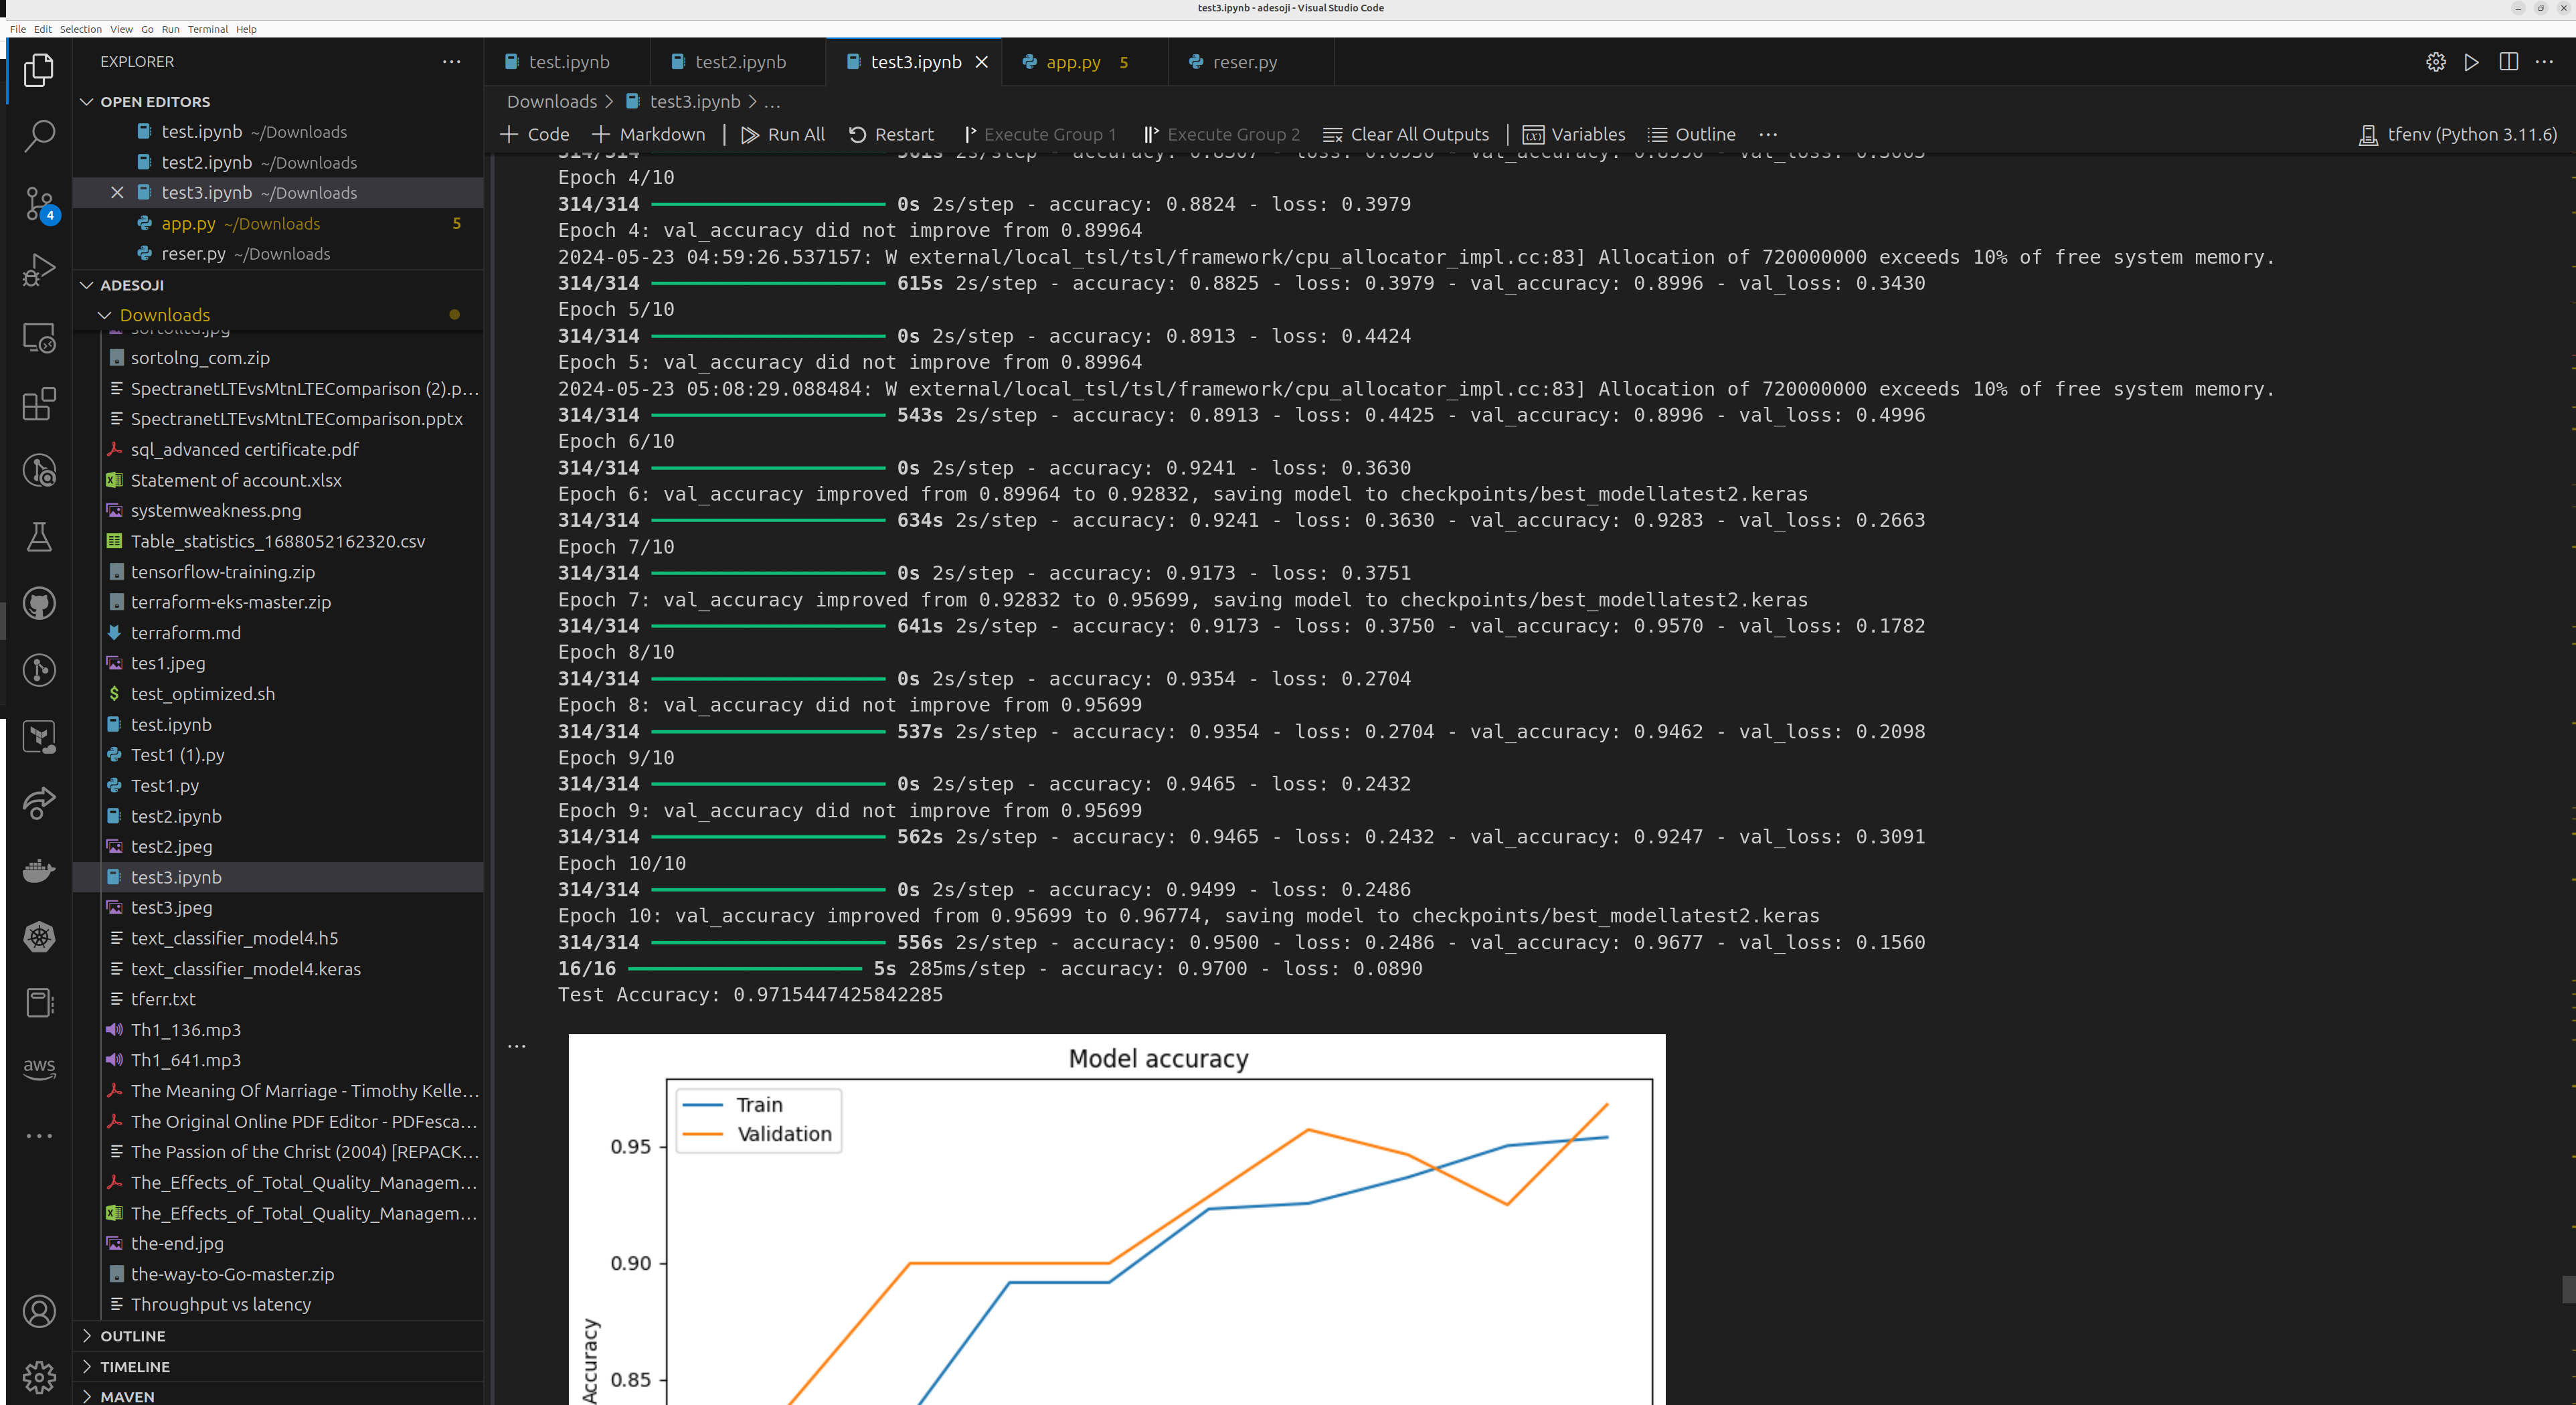 test3.ipynb - adesoji - Visual Studio Code
File Edit Selection View Go Run Terminal Help
EXPLORER
OPEN EDITORS
test.ipynb ~/Downloads
test2.ipynb ~/Downloads
test3.ipynb ~/Downloads
app.py ~/Downloads 5
reser.py ~/Downloads
ADESOJI
Downloads
sortolng_com.zip
SpectranetLTEvsMtnLTEComparison (2).p...
SpectranetLTEvsMtnLTEComparison.pptx
sql_advanced certificate.pdf
Statement of account.xlsx
systemweakness.png
Table_statistics_1688052162320.csv
tensorflow-training.zip
terraform-eks-master.zip
terraform.md
tes1.jpeg
test_optimized.sh
test.ipynb
Test1 (1).py
Test1.py
test2.ipynb
test2.jpeg
test3.ipynb
test3.jpeg
text_classifier_model4.h5
text_classifier_model4.keras
tferr.txt
Th1_136.mp3
Th1_641.mp3
The Meaning Of Marriage - Timothy Kelle...
The Original Online PDF Editor - PDFesca...
The Passion of the Christ (2004) [REPACK...
The_Effects_of_Total_Quality_Managem...
The_Effects_of_Total_Quality_Managem...
the-end.jpg
the-way-to-Go-master.zip
Throughput vs latency
OUTLINE
TIMELINE
MAVEN
4
aws
test.ipynb test2.ipynb test3.ipynb app.py 5 reser.py
Downloads > test3.ipynb > ...
+ Code + Markdown | Run All Restart Execute Group 1 Execute Group 2 Clear All Outputs | Variables Outline ... tfenv (Python 3.11.6)
Epoch 4/10
314/314 0s 2s/step - accuracy: 0.8824 - loss: 0.3979
Epoch 4: val_accuracy did not improve from 0.89964
2024-05-23 04:59:26.537157: W external/local_tsl/tsl/framework/cpu_allocator_impl.cc:83] Allocation of 720000000 exceeds 10% of free system memory.
314/314 615s 2s/step - accuracy: 0.8825 - loss: 0.3979 - val_accuracy: 0.8996 - val_loss: 0.3430
Epoch 5/10
314/314 0s 2s/step - accuracy: 0.8913 - loss: 0.4424
Epoch 5: val_accuracy did not improve from 0.89964
2024-05-23 05:08:29.088484: W external/local_tsl/tsl/framework/cpu_allocator_impl.cc:83] Allocation of 720000000 exceeds 10% of free system memory.
314/314 543s 2s/step - accuracy: 0.8913 - loss: 0.4425 - val_accuracy: 0.8996 - val_loss: 0.4996
Epoch 6/10
314/314 0s 2s/step - accuracy: 0.9241 - loss: 0.3630
Epoch 6: val_accuracy improved from 0.89964 to 0.92832, saving model to checkpoints/best_modellatest2.keras
314/314 634s 2s/step - accuracy: 0.9241 - loss: 0.3630 - val_accuracy: 0.9283 - val_loss: 0.2663
Epoch 7/10
314/314 0s 2s/step - accuracy: 0.9173 - loss: 0.3751
Epoch 7: val_accuracy improved from 0.92832 to 0.95699, saving model to checkpoints/best_modellatest2.keras
314/314 641s 2s/step - accuracy: 0.9173 - loss: 0.3750 - val_accuracy: 0.9570 - val_loss: 0.1782
Epoch 8/10
314/314 0s 2s/step - accuracy: 0.9354 - loss: 0.2704
Epoch 8: val_accuracy did not improve from 0.95699
314/314 537s 2s/step - accuracy: 0.9354 - loss: 0.2704 - val_accuracy: 0.9462 - val_loss: 0.2098
Epoch 9/10
314/314 0s 2s/step - accuracy: 0.9465 - loss: 0.2432
Epoch 9: val_accuracy did not improve from 0.95699
314/314 562s 2s/step - accuracy: 0.9465 - loss: 0.2432 - val_accuracy: 0.9247 - val_loss: 0.3091
Epoch 10/10
314/314 0s 2s/step - accuracy: 0.9499 - loss: 0.2486
Epoch 10: val_accuracy improved from 0.95699 to 0.96774, saving model to checkpoints/best_modellatest2.keras
314/314 556s 2s/step - accuracy: 0.9500 - loss: 0.2486 - val_accuracy: 0.9677 - val_loss: 0.1560
16/16 5s 285ms/step - accuracy: 0.9700 - loss: 0.0890
Test Accuracy: 0.9715447425842285
Model accuracy
Train
Validation
0.95
0.90
0.85
Accuracy